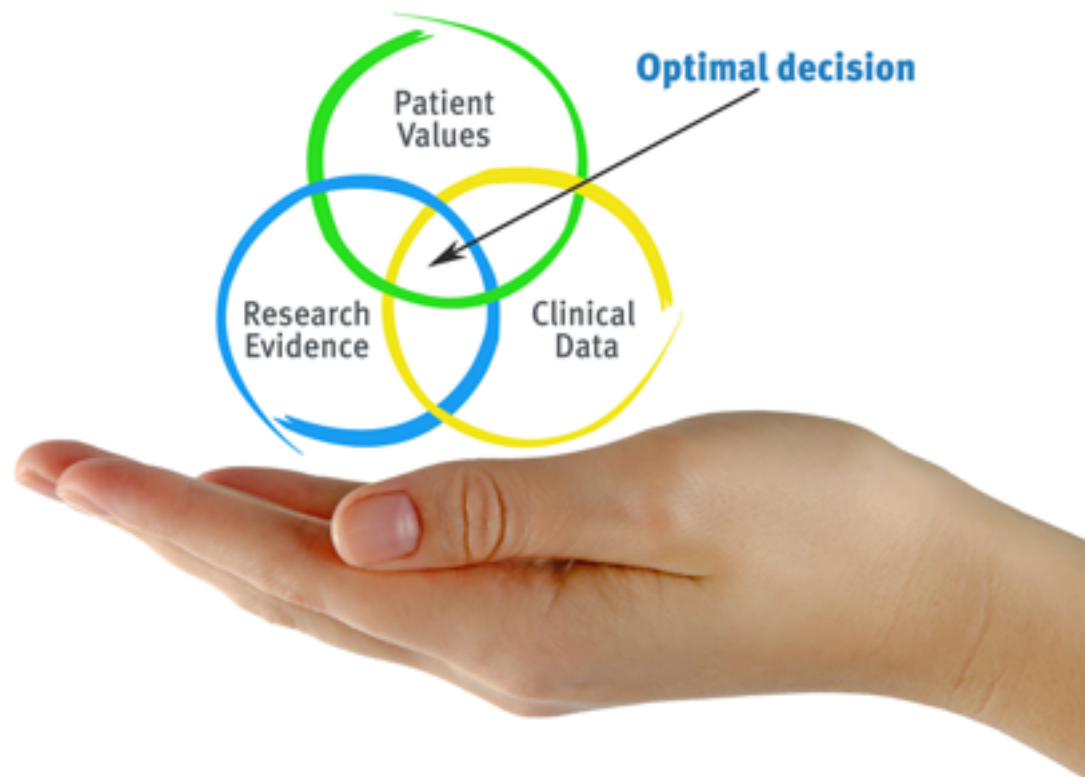 Optimal decision
Patient
Values
Research
Evidence
Clinical
Data